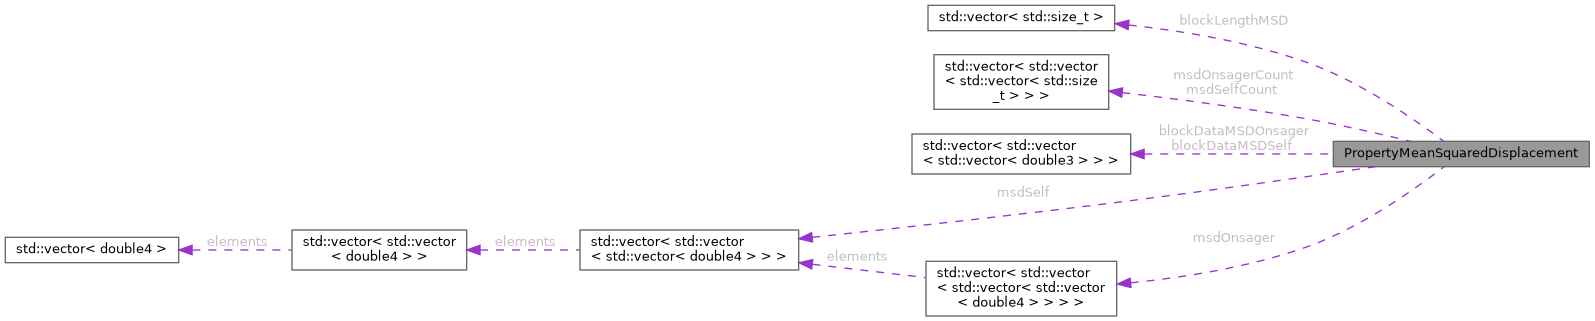 std::vector< std::size_t >
blockLengthMSD
std::vector< std::vector
< std::vector< std::size
_t > > >
msdOnsagerCount
msdSelfCount
std::vector< std::vector
< std::vector< double3 > > >
blockDataMSDOnsager
blockDataMSDSelf
PropertyMeanSquaredDisplacement
msdSelf
std::vector< double4 >
elements
std::vector< std::vector
< double4 > >
elements
std::vector< std::vector
< std::vector< double4 > > >
elements
msdOnsager
std::vector< std::vector
< std::vector< std::vector
< double4 > > > >